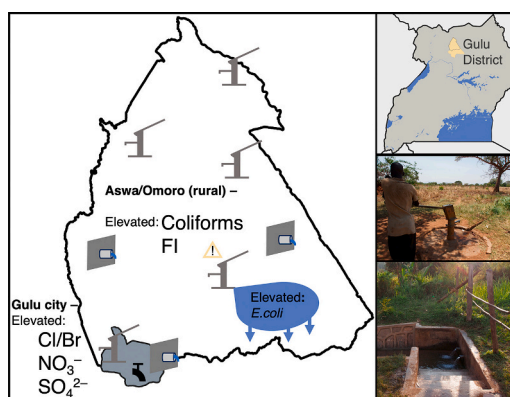 Gulu
District
Aswa/Omoro (rural) –
Elevated: Coliforms
FI
!
Gulu city –
Elevated:
Cl/Br
NO₃⁻
SO₄²⁻
Elevated:
E.coli